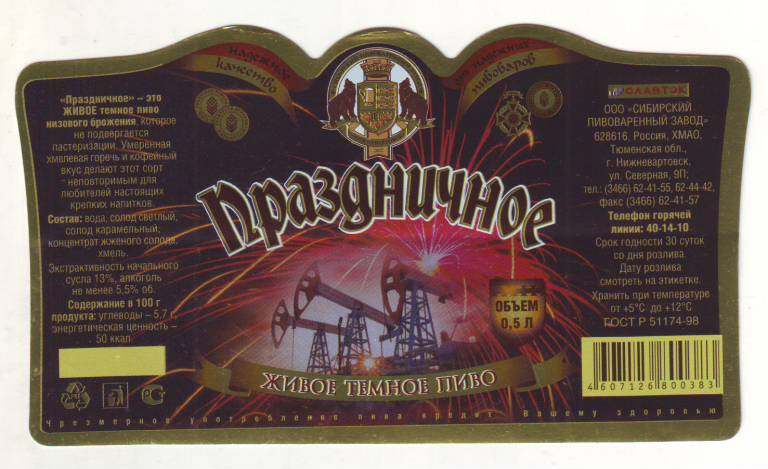 надежное
качество
от надежных
пивоваров
«Праздничное» – это
ЖИВОЕ темное пиво
низового брожения, которое
не подвергается
пастеризации. Умеренная
хмелевая горечь и кофейный
вкус делают этот сорт
неповторимым для
любителей настоящих
крепких напитков.
Состав: вода, солод светлый,
солод карамельный,
концентрат жженого солода,
хмель.
Экстрактивность начального
сусла 13%, алкоголь
не менее 5,5% об.
Содержание в 100 г
продукта: углеводы – 5,7 г,
энергетическая ценность –
50 ккал
Праздничное
ОБЪЕМ
0,5 Л
ЖИВОЕ ТЕМНОЕ ПИВО
СЛАВТЭК
ООО «СИБИРСКИЙ
ПИВОВАРЕННЫЙ ЗАВОД»
628616, Россия, ХМАО,
Тюменская обл.,
г. Нижневартовск,
ул. Северная, 9П;
тел.: (3466) 62-41-55, 62-44-42,
факс (3466) 62-41-57
Телефон горячей
линии: 40-14-10
Срок годности 30 суток
со дня розлива.
Дату розлива
смотреть на этикетке.
Хранить при температуре
от +5°С до +12°С
ГОСТ Р 51174-98
4607126800383
Чрезмерное употребление пива вредит Вашему здоровью